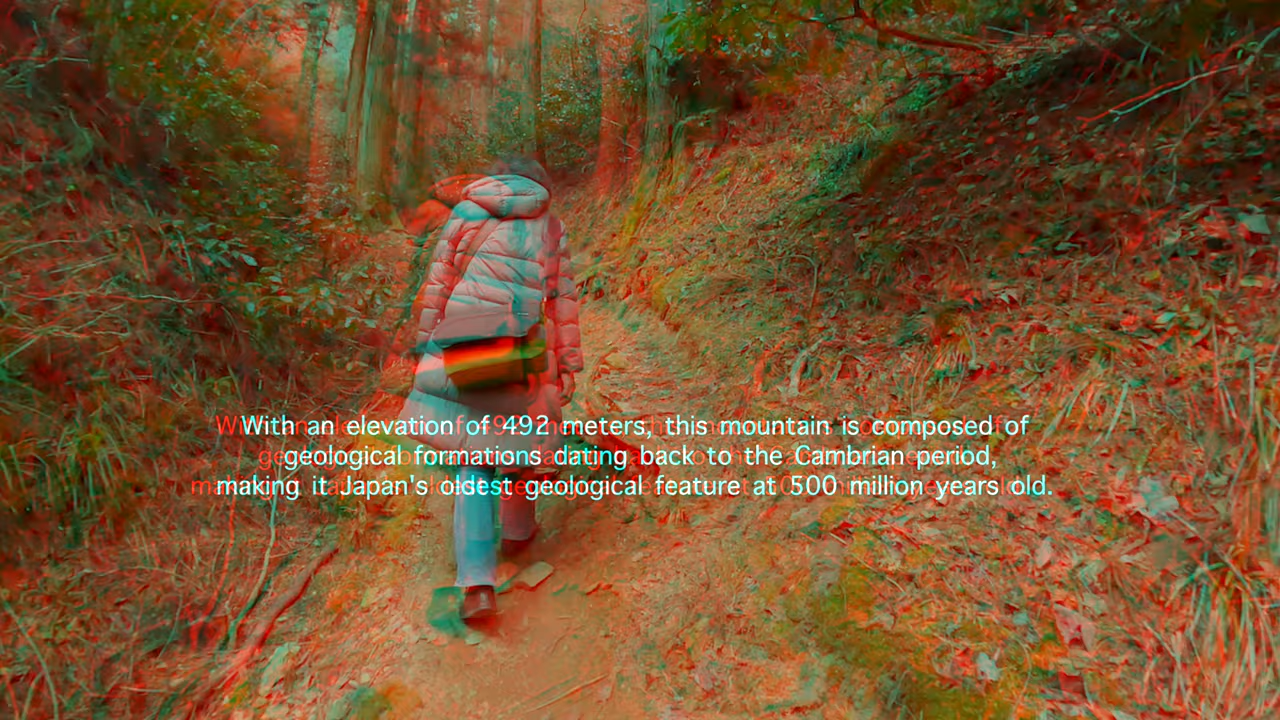 With an elevation of 492 meters, this mountain is composed of
geological formations dating back to the Cambrian period,
making it Japan's oldest geological feature at 500 million years old.